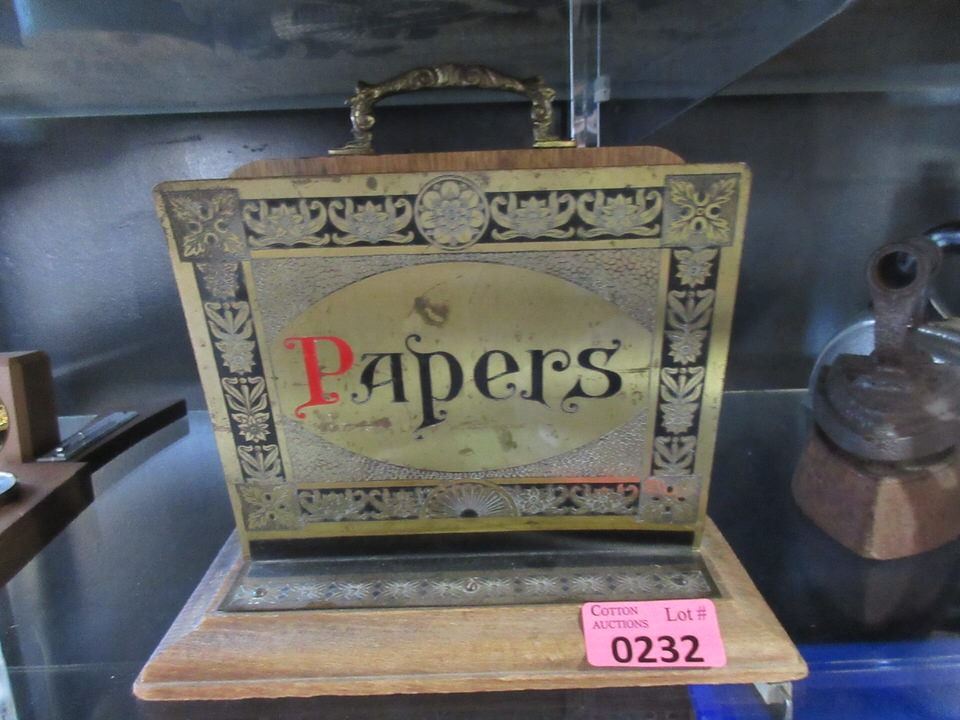 Papers
COTTON
AUCTIONS
Lot #
0232